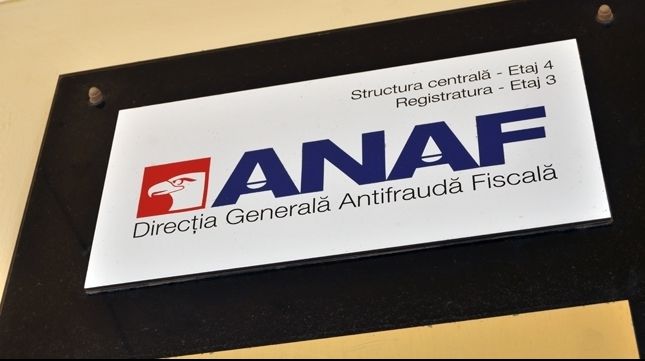 Structura centrală - Etaj 4
Registratura - Etaj 3
ANAF
Direcția Generală Antifraudă Fiscală